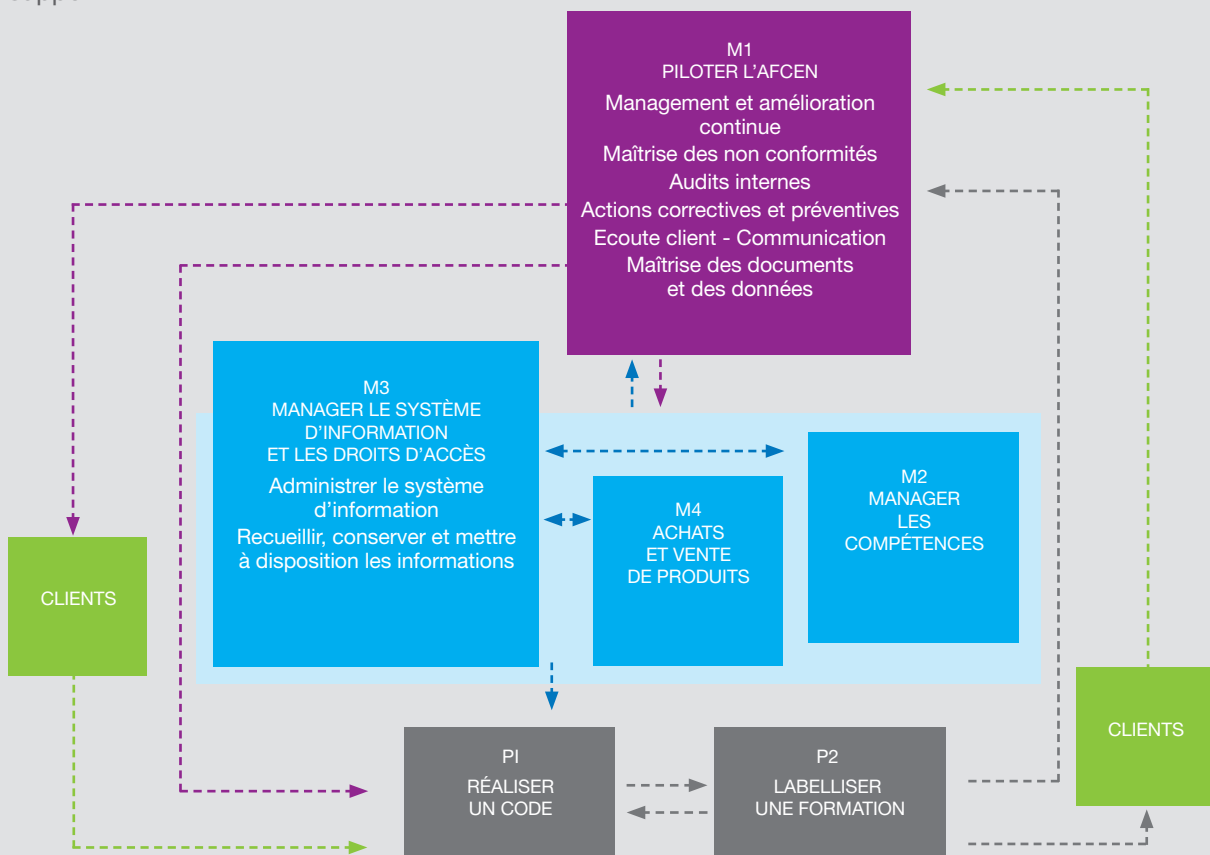 M1
PILOTER L'AFCEN
Management et amélioration
continue
Maîtrise des non conformités
Audits internes
Actions correctives et préventives
Ecoute client - Communication
Maîtrise des documents
et des données
M3
MANAGER LE SYSTÈME
D'INFORMATION
ET LES DROITS D'ACCÈS
Administrer le système
d'information
Recueillir, conserver et mettre
à disposition les informations
M4
ACHATS
ET VENTE
DE PRODUITS
M2
MANAGER
LES
COMPÉTENCES
CLIENTS
CLIENTS
PI
RÉALISER
UN CODE
P2
LABELLISER
UNE FORMATION